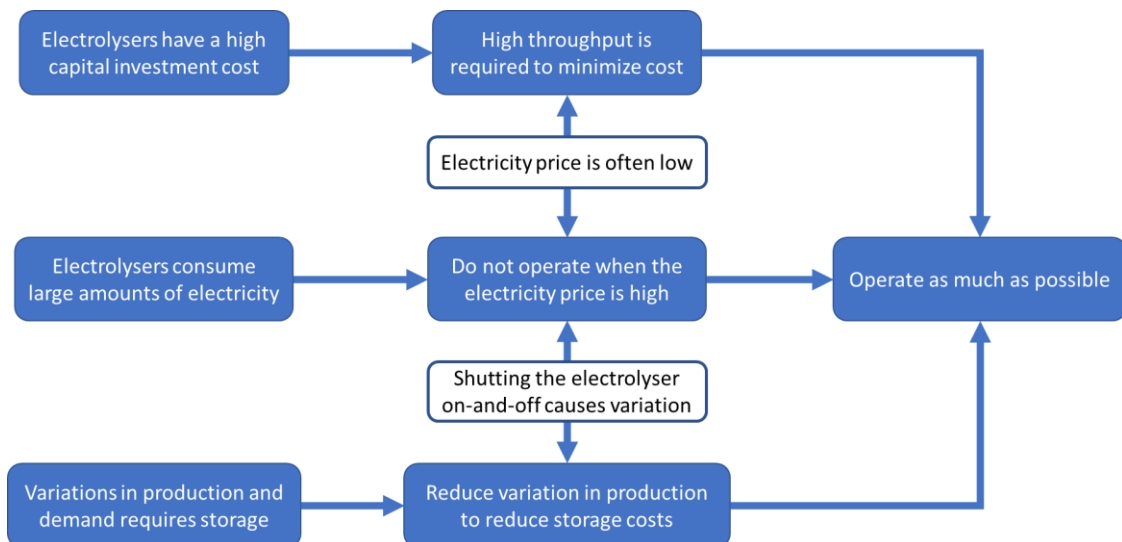 Electrolysers have a high
capital investment cost
High throughput is
required to minimize cost
Electricity price is often low
Electrolysers consume
large amounts of electricity
Do not operate when the
electricity price is high
Operate as much as possible
Shutting the electrolyser
on-and-off causes variation
Variations in production and
demand requires storage
Reduce variation in production
to reduce storage costs